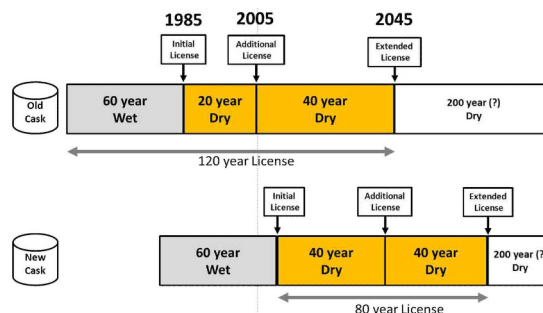 1985 2005 2045
Initial License
Additional License
Extended License
Old Cask
60 year Wet
20 year Dry
40 year Dry
200 year (?) Dry
120 year License
Initial License
Additional License
Extended License
New Cask
60 year Wet
40 year Dry
40 year Dry
200 year (? Dry
80 year License